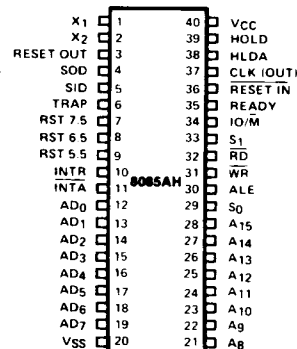 X1 1 40 VCC
X2 2 39 HOLD
RESET OUT 3 38 HLDA
SOD 4 37 CLK (OUT)
SID 5 36 RESET IN
TRAP 6 35 READY
RST 7.5 7 34 IO/M
RST 6.5 8 33 S1
RST 5.5 9 32 RD
INTR 10 31 WR
INTA 11 8085AH 30 ALE
AD0 12 29 S0
AD1 13 28 A15
AD2 14 27 A14
AD3 15 26 A13
AD4 16 25 A12
AD5 17 24 A11
AD6 18 23 A10
AD7 19 22 A9
VSS 20 21 A8